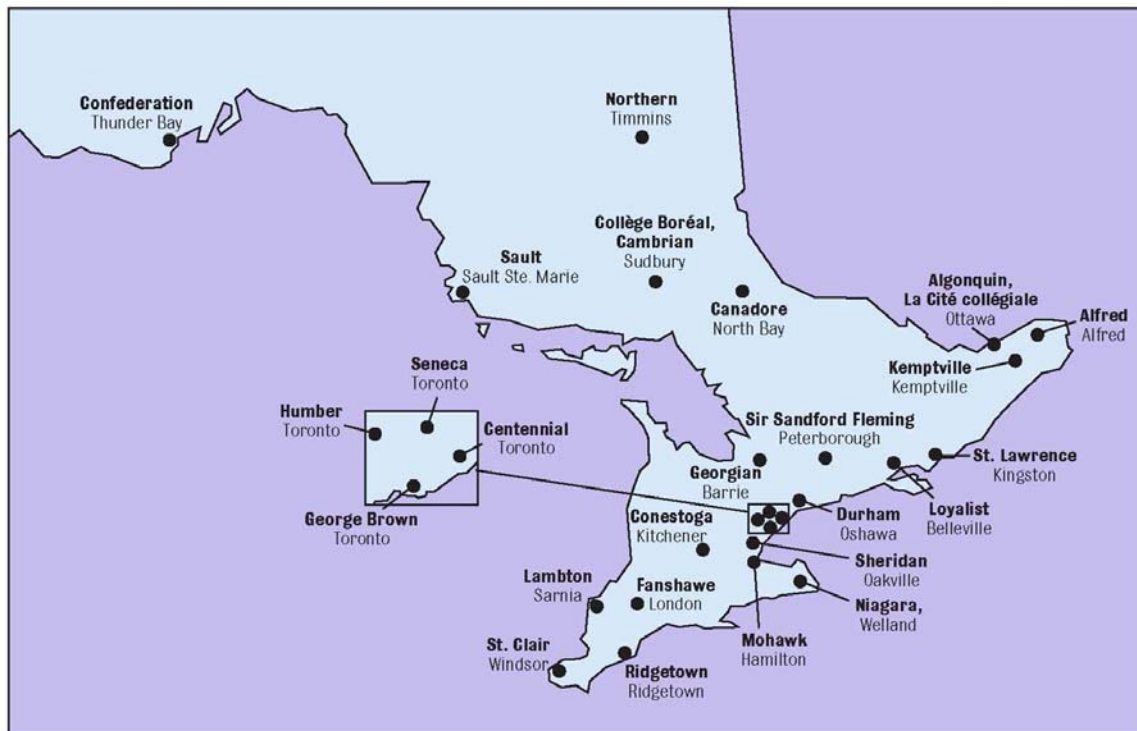 Confederation
Thunder Bay
Northern
Timmins
Collège Boréal,
Cambrian
Sudbury
Sault
Sault Ste. Marie
Canadore
North Bay
Algonquin,
La Cité collégiale
Ottawa
Alfred
Alfred
Kemptville
Kemptville
Seneca
Toronto
Humber
Toronto
Centennial
Toronto
George Brown
Toronto
Sir Sandford Fleming
Peterborough
Georgian
Barrie
St. Lawrence
Kingston
Loyalist
Belleville
Durham
Oshawa
Conestoga
Kitchener
Sheridan
Oakville
Lambton
Sarnia
Fanshawe
London
Niagara,
Welland
Mohawk
Hamilton
St. Clair
Windsor
Ridgetown
Ridgetown